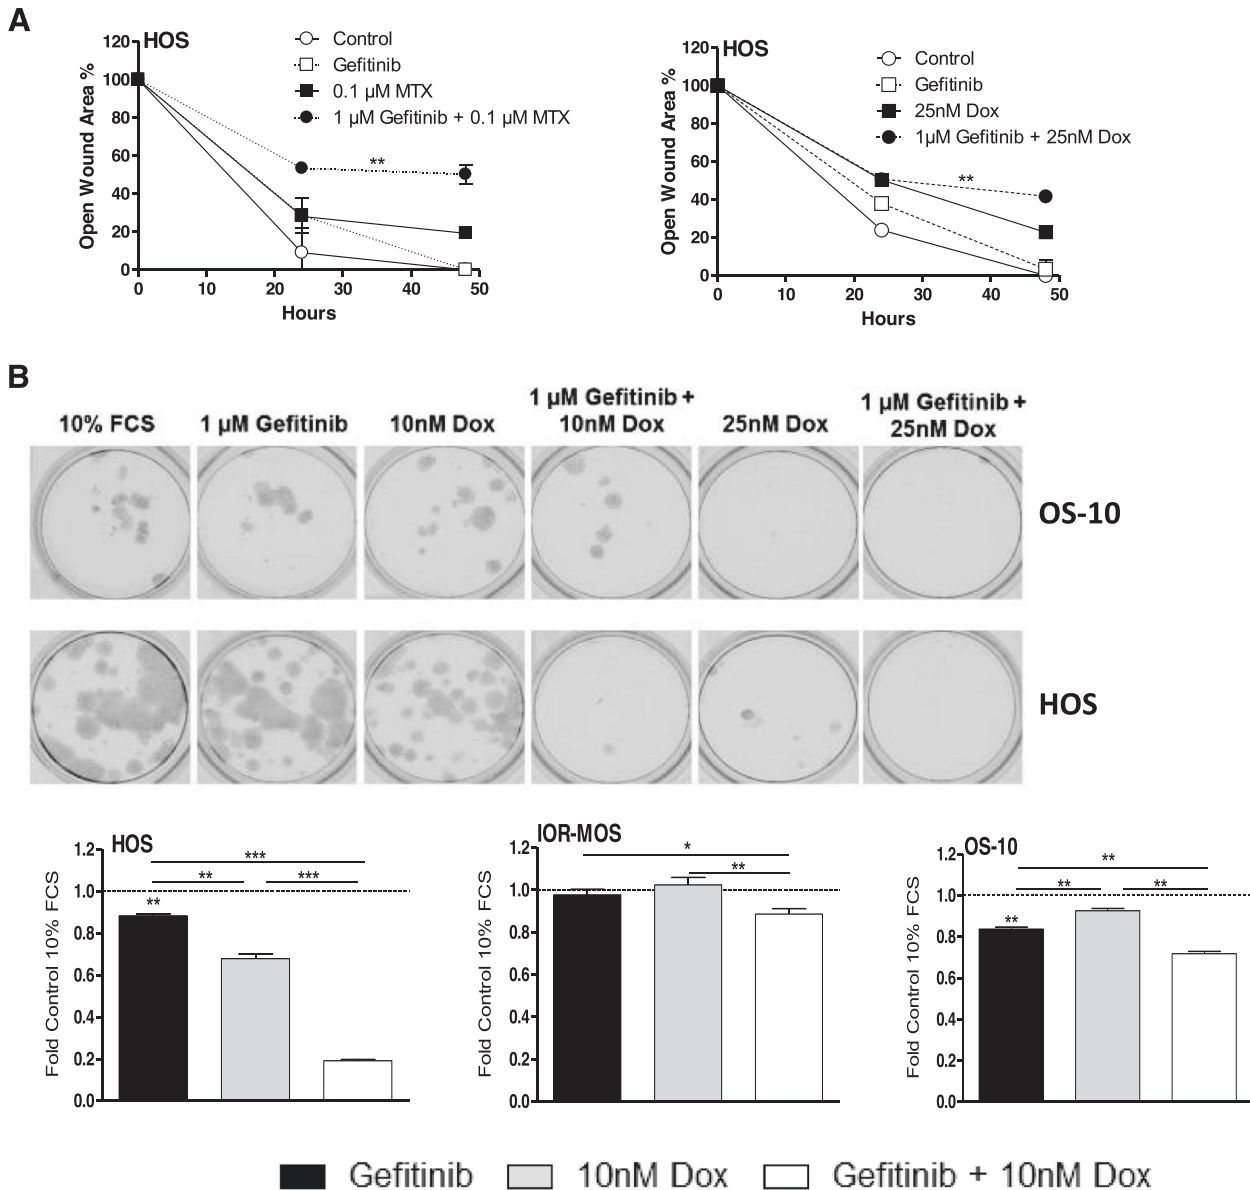 A
HOS
Open Wound Area %
120
100
80
60
40
20
0
0 10 20 30 40 50
Hours
Control
Gefitinib
0.1 µM MTX
1 µM Gefitinib + 0.1 µM MTX
**
HOS
Open Wound Area %
120
100
80
60
40
20
0
0 10 20 30 40 50
Hours
Control
Gefitinib
25nM Dox
1µM Gefitinib + 25nM Dox
**
B
10% FCS
1 µM Gefitinib
10nM Dox
1 µM Gefitinib +
10nM Dox
25nM Dox
1 µM Gefitinib +
25nM Dox
OS-10
HOS
HOS
Fold Control 10% FCS
1.2
1.0
0.8
0.6
0.4
0.2
0.0
***
** ***
**
IOR-MOS
Fold Control 10% FCS
1.2
1.0
0.8
0.6
0.4
0.2
0.0
*
**
OS-10
Fold Control 10% FCS
1.2
1.0
0.8
0.6
0.4
0.2
0.0
**
** **
**
Gefitinib 10nM Dox Gefitinib + 10nM Dox